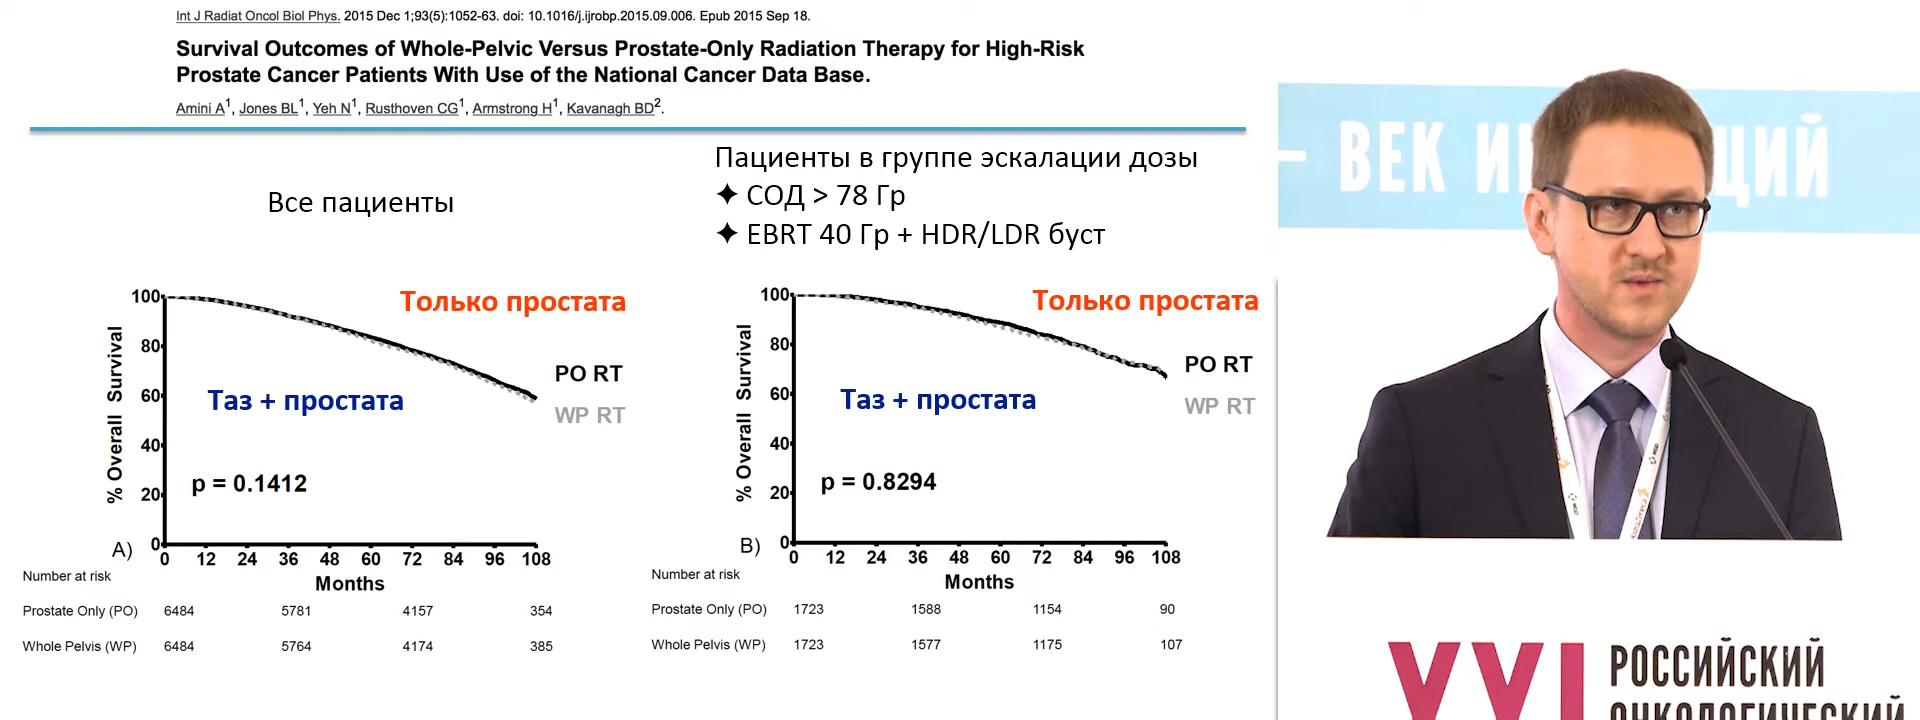 Int J Radiat Oncol Biol Phys. 2015 Dec 1;93(5):1052-63. doi: 10.1016/j.ijrobp.2015.09.006. Epub 2015 Sep 18.
Survival Outcomes of Whole-Pelvic Versus Prostate-Only Radiation Therapy for High-Risk
Prostate Cancer Patients With Use of the National Cancer Data Base.
Amini A1, Jones BL1, Yeh N1, Rusthoven CG1, Armstrong H1, Kavanagh BD2.
Все пациенты
Пациенты в группе эскалации дозы
✦ СОД > 78 Гр
✦ EBRT 40 Гр + HDR/LDR буст
% Overall Survival
100
80
60
40
20
0
Только простата
Таз + простата
PO RT
WP RT
p = 0.1412
A)
0 12 24 36 48 60 72 84 96 108
Months
Number at risk
Prostate Only (PO) 6484 5781 4157 354
Whole Pelvis (WP) 6484 5764 4174 385
% Overall Survival
100
80
60
40
20
0
Только простата
Таз + простата
PO RT
WP RT
p = 0.8294
B)
0 12 24 36 48 60 72 84 96 108
Months
Number at risk
Prostate Only (PO) 1723 1588 1154 90
Whole Pelvis (WP) 1723 1577 1175 107
– ВЕК
XXI РОССИЙСКИЙ
ОНКОЛОГИЧЕСКИЙ